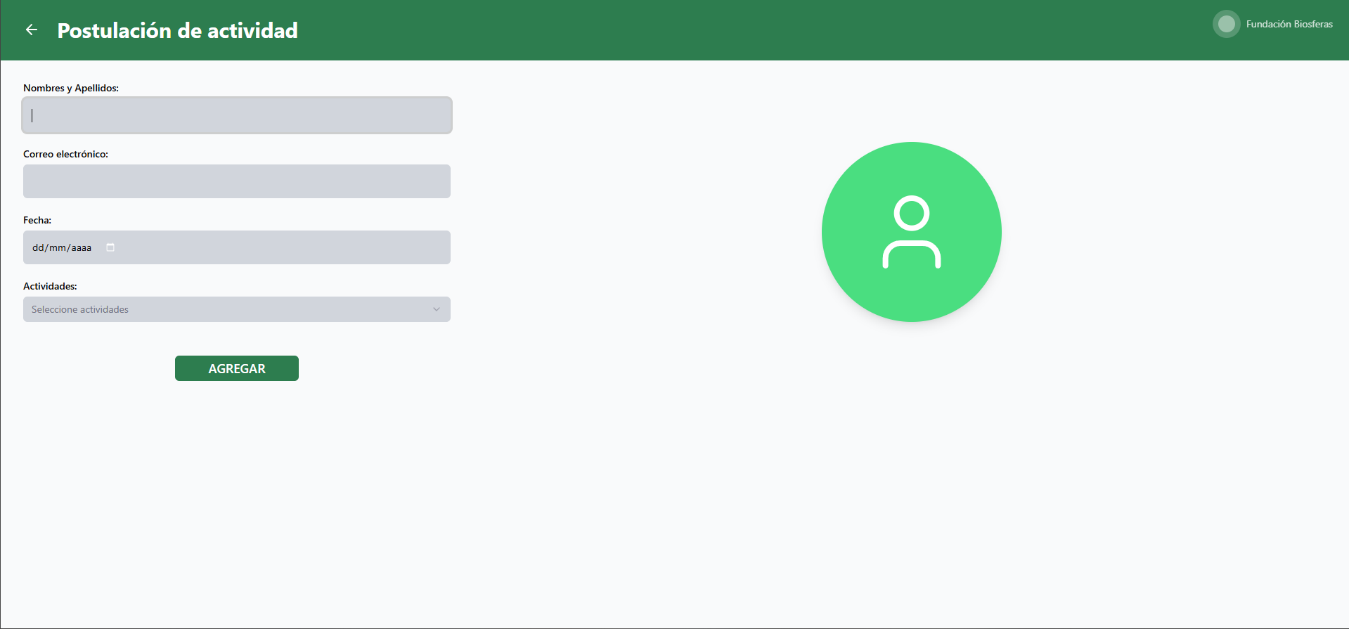 Postulación de actividad
Fundación Biosferas
Nombres y Apellidos:
Correo electrónico:
Fecha:
dd/mm/aaaa
Actividades:
Seleccione actividades
AGREGAR